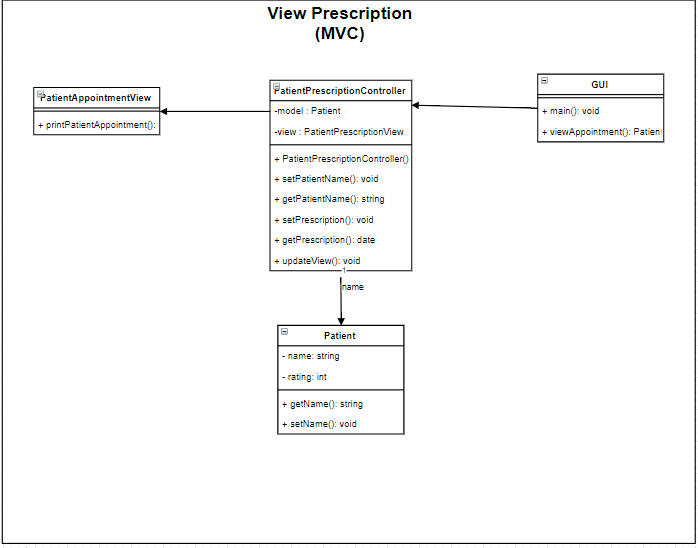 View Prescription
(MVC)
PatientAppointmentView
+ printPatientAppointment():
PatientPrescriptionController
-model : Patient
-view : PatientPrescriptionView
+ PatientPrescriptionController()
+ setPatientName(): void
+ getPatientName(): string
+ setPrescription(): void
+ getPrescription(): date
+ updateView(): void
1
name
GUI
+ main(): void
+ viewAppointment(): Patien
Patient
- name: string
- rating: int
+ getName(): string
+ setName(): void